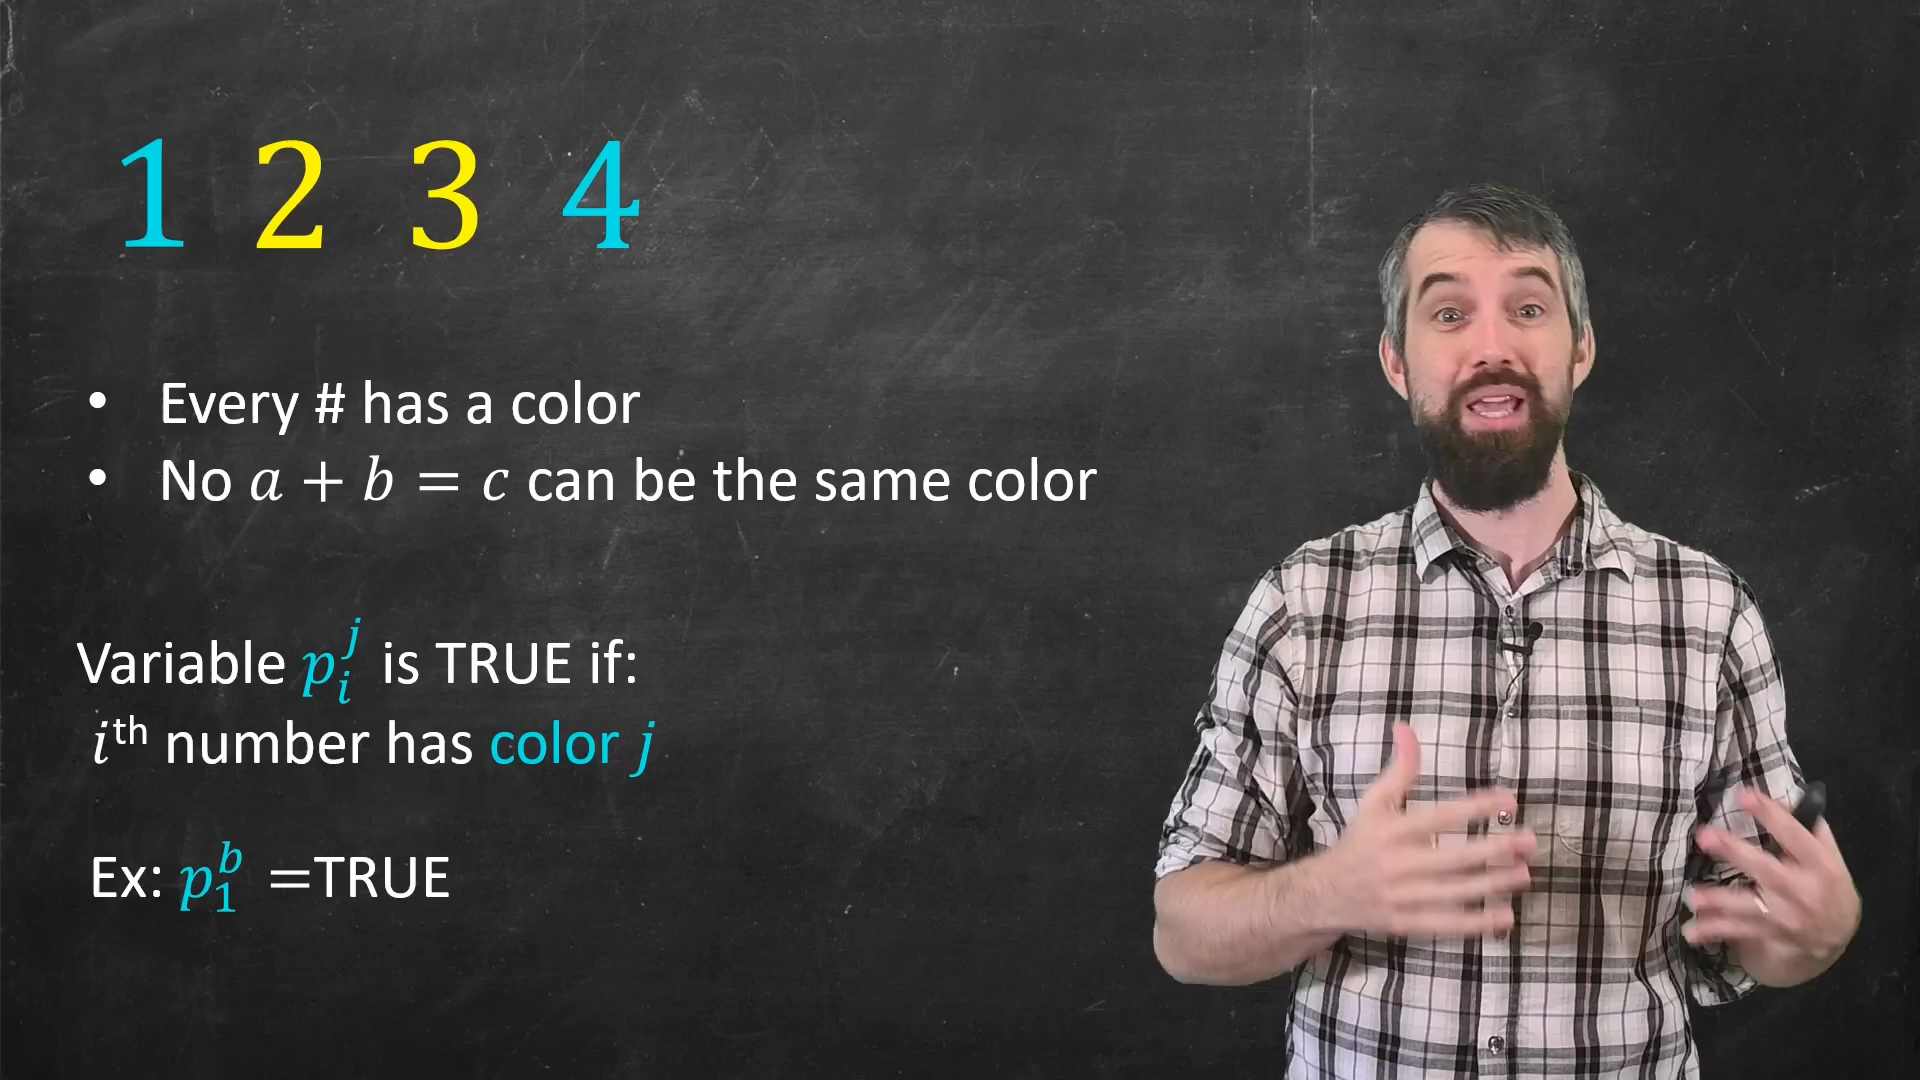 1 2 3 4
• Every # has a color
• No a + b = c can be the same color
Variable p_i^j is TRUE if:
i^th number has color j
Ex: p_1^b =TRUE